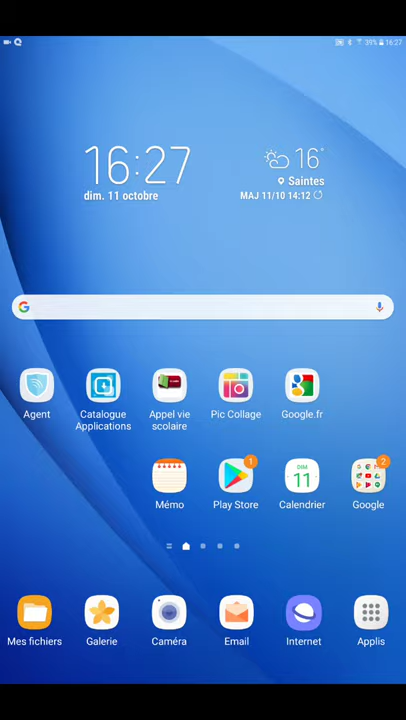 39% 16:27
16:27
dim. 11 octobre
16°
Saintes
MAJ 11/10 14:12
G
Agent
Catalogue Applications
Appel vie scolaire
Pic Collage
Google.fr
1
2
DIM
11
Mémo
Play Store
Calendrier
Google
Mes fichiers
Galerie
Caméra
Email
Internet
Applis